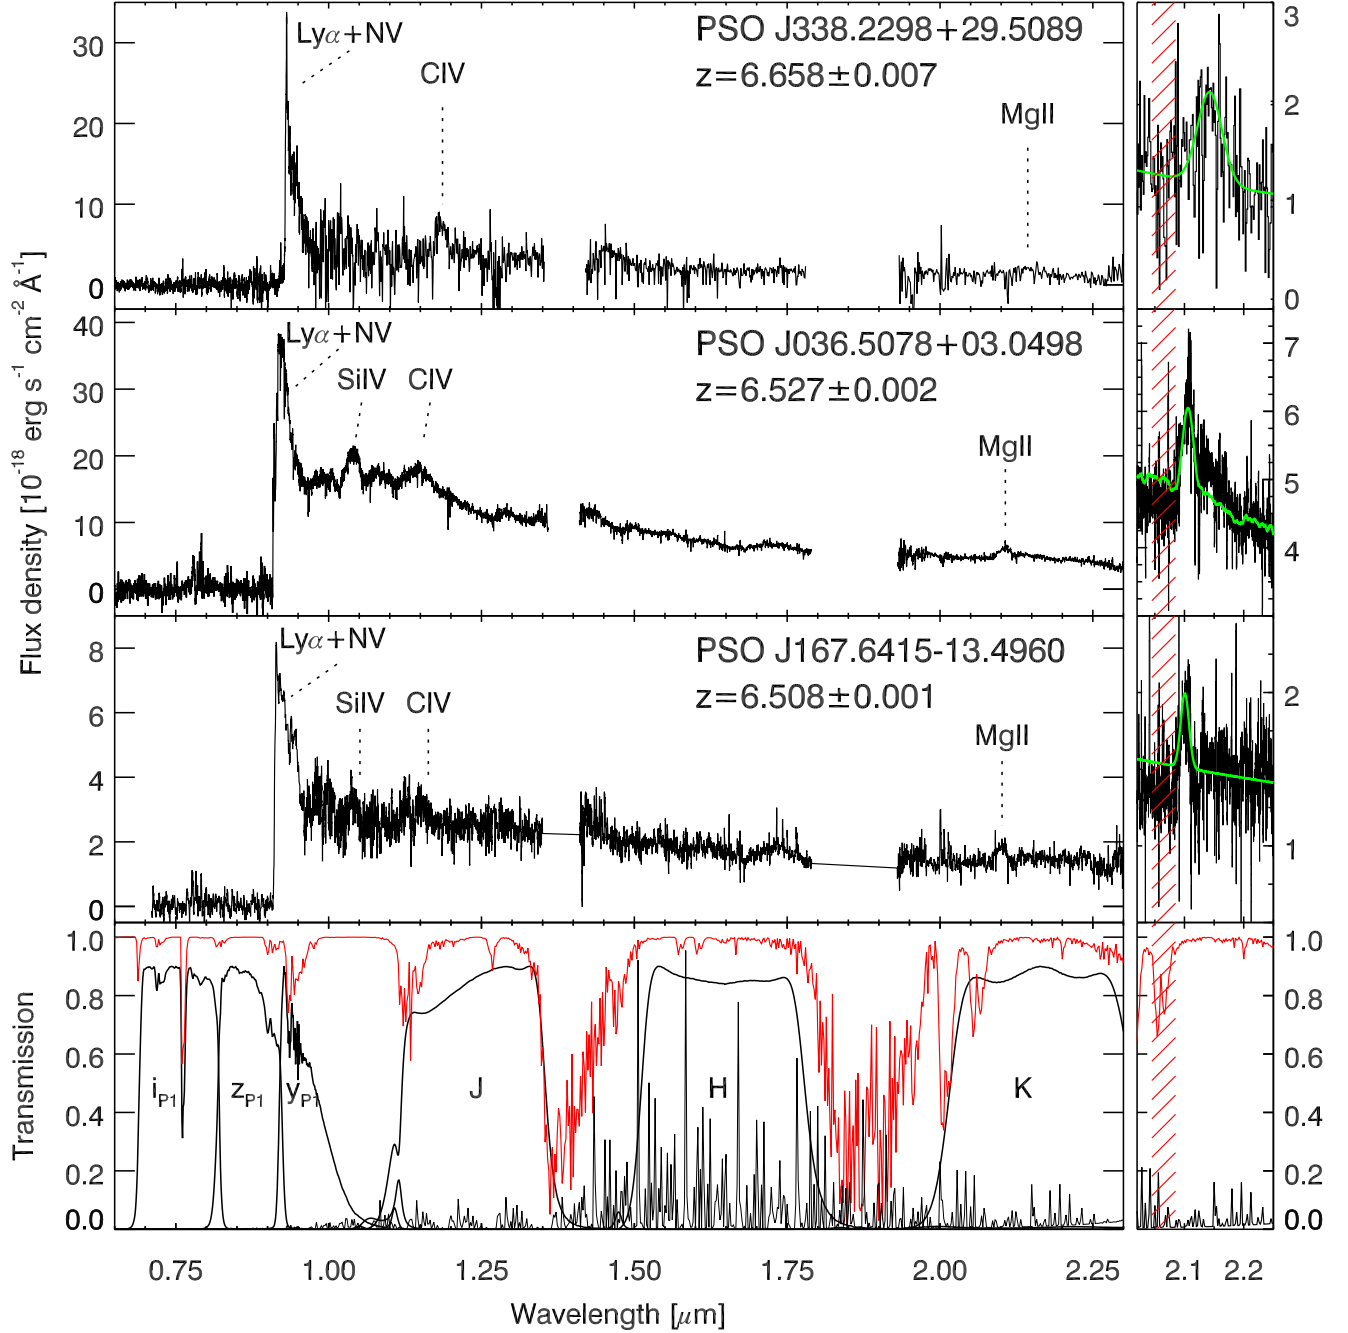 Lyα+NV
CIV
PSO J338.2298+29.5089
z=6.658±0.007
MgII
30
20
10
0
3
2
1
0
Flux density [10⁻¹⁸ erg s⁻¹ cm⁻² Å⁻¹]
Lyα+NV
SiIV
CIV
PSO J036.5078+03.0498
z=6.527±0.002
MgII
40
30
20
10
0
7
6
5
4
Lyα+NV
SiIV
CIV
PSO J167.6415-13.4960
z=6.508±0.001
MgII
8
6
4
2
0
2
1
Transmission
1.0
0.8
0.6
0.4
0.2
0.0
i_P1
z_P1
y_P1
J
H
K
1.0
0.8
0.6
0.4
0.2
0.0
0.75
1.00
1.25
1.50
1.75
2.00
2.25
2.1
2.2
Wavelength [μm]